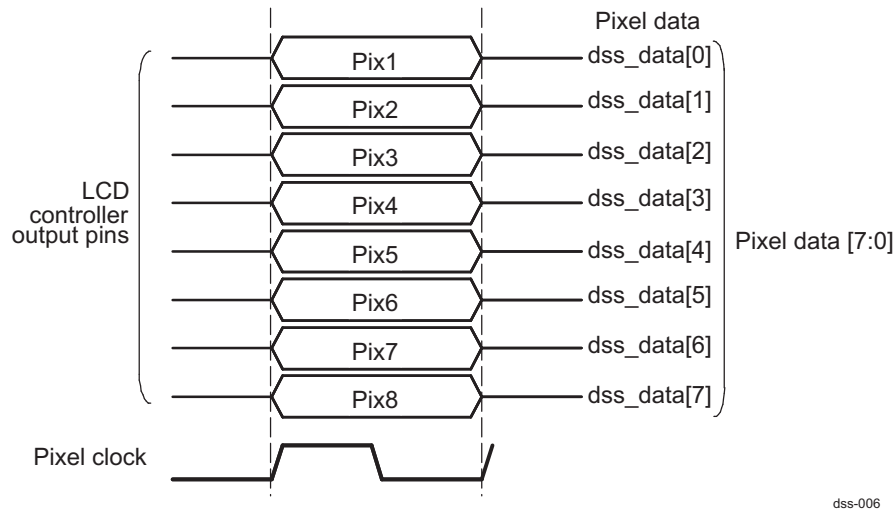 Pixel data
Pix1 dss_data[0]
Pix2 dss_data[1]
Pix3 dss_data[2]
Pix4 dss_data[3]
Pix5 dss_data[4]
Pix6 dss_data[5]
Pix7 dss_data[6]
Pix8 dss_data[7]
LCD
controller
output pins
Pixel data [7:0]
Pixel clock
dss-006